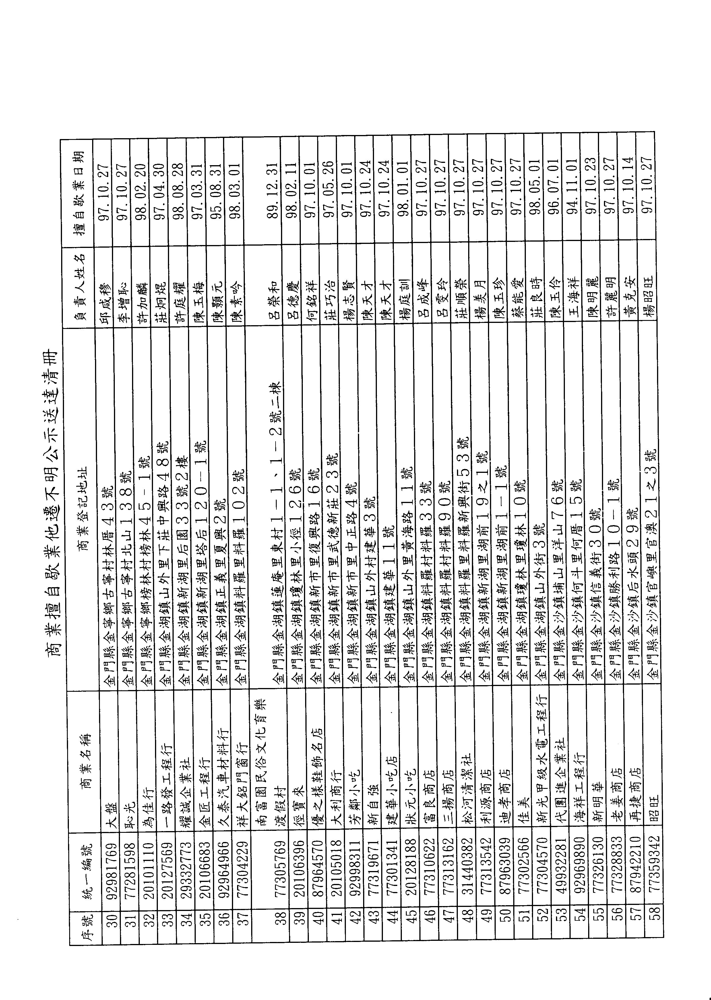 商業擅自歇業他遷不明公示送達清冊
序號 統一編號 商業名稱 商業登記地址 負責人姓名 擅自歇業日期
30 92981769 大盤 金門縣金寧鄉古寧村林厝43號 邱咸穆 97.10.27
31 77281598 恥光 金門縣金寧鄉古寧村北山138號 李增恥 97.10.27
32 20101110 為佳行 金門縣金寧鄉榜林村榜林45-1號 許加麟 98.02.20
33 20127569 一路發工程行 金門縣金湖鎮山外里下莊中興路48號 莊炯焜 97.04.30
34 29332773 耀誠企業社 金門縣金湖鎮新湖里后園33號2樓 許庭耀 98.08.28
35 20106683 金匠工程行 金門縣金湖鎮新湖里塔后120-1號 陳玉梅 97.03.31
36 92964966 久泰汽車材料行 金門縣金湖鎮正義里夏興2號 陳顥元 95.08.31
37 77304229 祥大鋁門窗行 金門縣金湖鎮料羅里料羅102號 陳素吟 98.03.01
南富園民俗文化育樂
38 77305769 渡假村 金門縣金湖鎮蓮庵里東村1-1、1-2號二棟 呂榮和 89.12.31
39 20106396 徑寶來 金門縣金湖鎮瓊林里小徑126號 呂德慶 98.02.11
40 87964570 優之樣鞋飾名店 金門縣金湖鎮新市里復興路16號 何銘祥 97.10.01
41 20105018 大利商行 金門縣金湖鎮新市里武德新莊23號 莊巧治 97.05.26
42 92998311 芳鄰小吃 金門縣金湖鎮新市里中正路4號 楊志賢 97.10.01
43 77319671 新自強 金門縣金湖鎮山外村建華3號 陳天才 97.10.24
44 77301341 建華小吃店 金門縣金湖鎮建華11號 陳天才 97.10.24
45 20128188 狀元小吃 金門縣金湖鎮山外里黃海路11號 楊庭訓 98.01.01
46 77310622 富良商店 金門縣金湖鎮料羅村料羅33號 呂成峰 97.10.27
47 77313162 三揚商店 金門縣金湖鎮料羅村料羅90號 呂雯玲 97.10.27
48 31440382 松河清潔社 金門縣金湖鎮料羅里料羅新興街53號 莊順榮 97.10.27
49 77313542 利源商店 金門縣金湖鎮新湖里湖前19之1號 楊美月 97.10.27
50 87963039 迪孝商店 金門縣金湖鎮新湖里湖前1-1號 陳玉珍 97.10.27
51 77302566 佳美 金門縣金湖鎮瓊林里瓊林10號 蔡能愛 97.10.27
52 77304570 新光甲級水電工程行 金門縣金湖鎮山外街3號 莊良時 98.05.01
53 49932281 代團進企業社 金門縣金沙鎮埔山里洋山76號 陳玉伶 96.07.01
54 92969890 海祥工程行 金門縣金沙鎮何斗里何厝15號 王海祥 94.11.01
55 77326130 新明華 金門縣金沙鎮信義街30號 陳明麗 97.10.23
56 77328833 老姜商店 金門縣金沙鎮勝利路10-1號 許麗明 97.10.27
57 87942210 再捷商店 金門縣金沙鎮后水頭29號 黃克安 97.10.14
58 77359342 昭旺 金門縣金沙鎮官嶼里官澳21之3號 楊昭旺 97.10.27